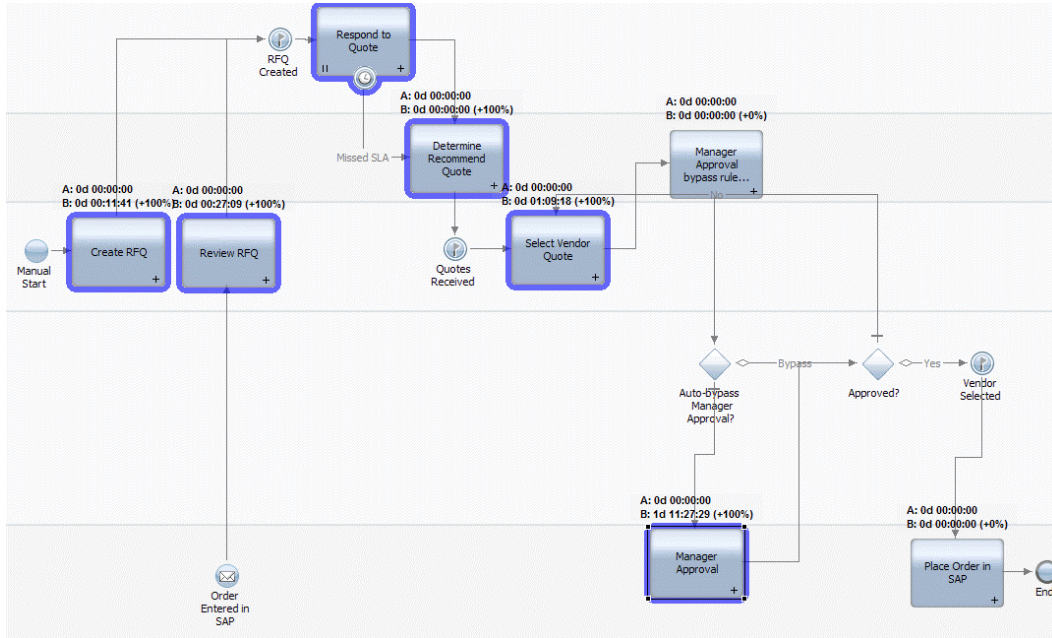 Respond to
Quote
RFQ
Created
A: 0d 00:00:00
B: 0d 00:00:00 (+100%)
A: 0d 00:00:00
B: 0d 00:00:00 (+0%)
Missed SLA
Determine
Recommend
Quote
Manager
Approval
bypass rule...
No
A: 0d 00:00:00
B: 0d 00:11:41 (+100%)
A: 0d 00:00:00
B: 0d 00:27:09 (+100%)
A: 0d 00:00:00
B: 0d 01:09:18 (+100%)
Manual
Start
Create RFQ
Review RFQ
Quotes
Received
Select Vendor
Quote
Bypass
Yes
Auto-bypass
Manager
Approval?
Approved?
Vendor
Selected
A: 0d 00:00:00
B: 1d 11:27:29 (+100%)
A: 0d 00:00:00
B: 0d 00:00:00 (+0%)
Manager
Approval
Place Order in
SAP
End
Order
Entered in
SAP